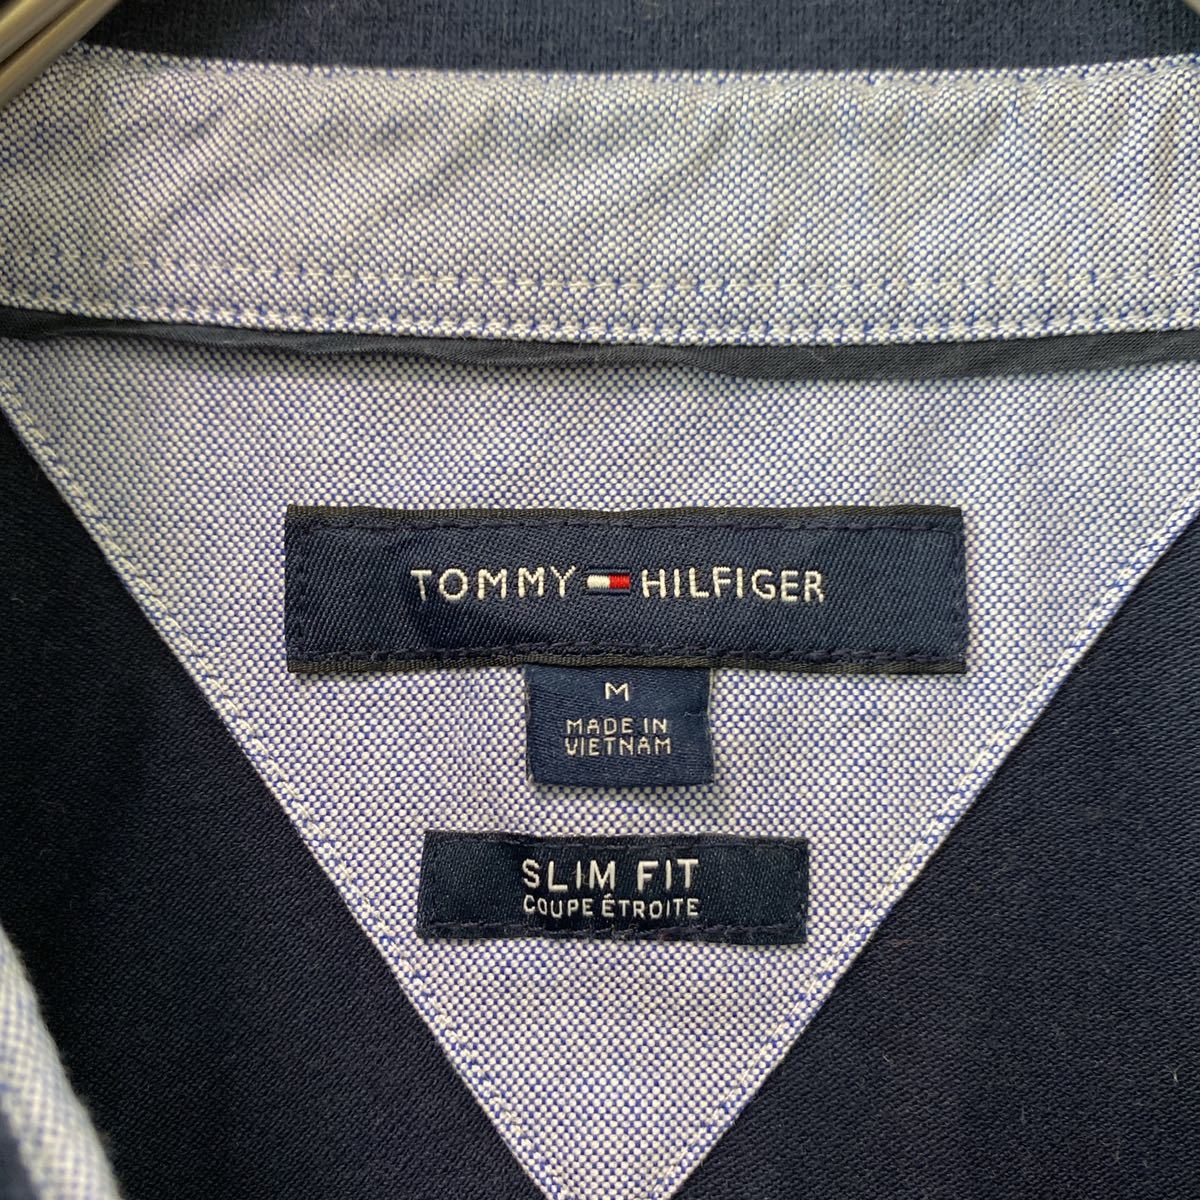 TOMMY HILFIGER
M
MADE IN
VIETNAM
SLIM FIT
COUPE ÉTROITE